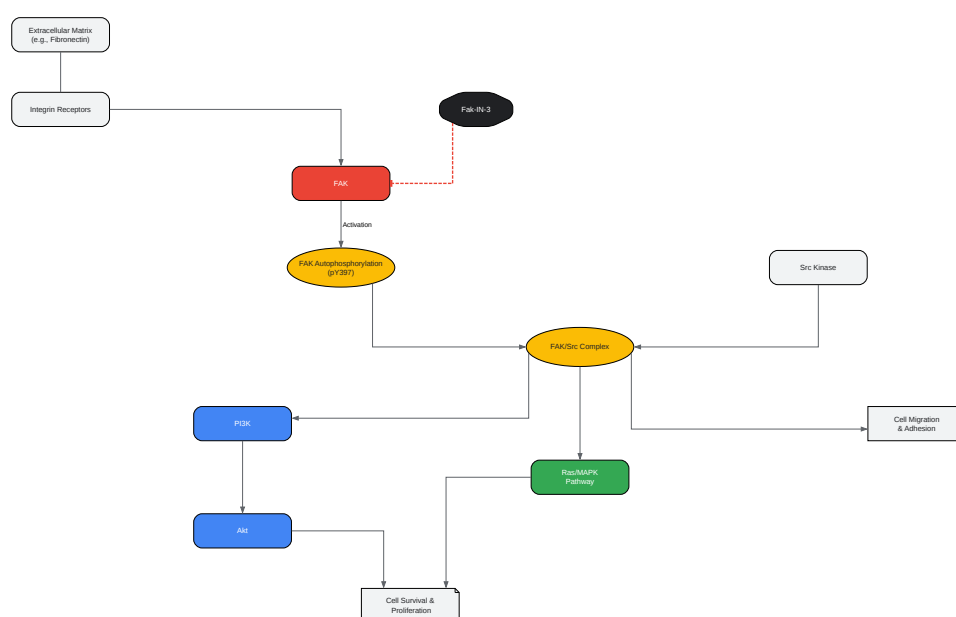 Extracellular Matrix
(e.g., Fibronectin)
Integrin Receptors
Fak-IN-3
FAK
Activation
FAK Autophosphorylation
(pY397)
Src Kinase
FAK/Src Complex
PI3K
Cell Migration
& Adhesion
Ras/MAPK
Pathway
Akt
Cell Survival &
Proliferation